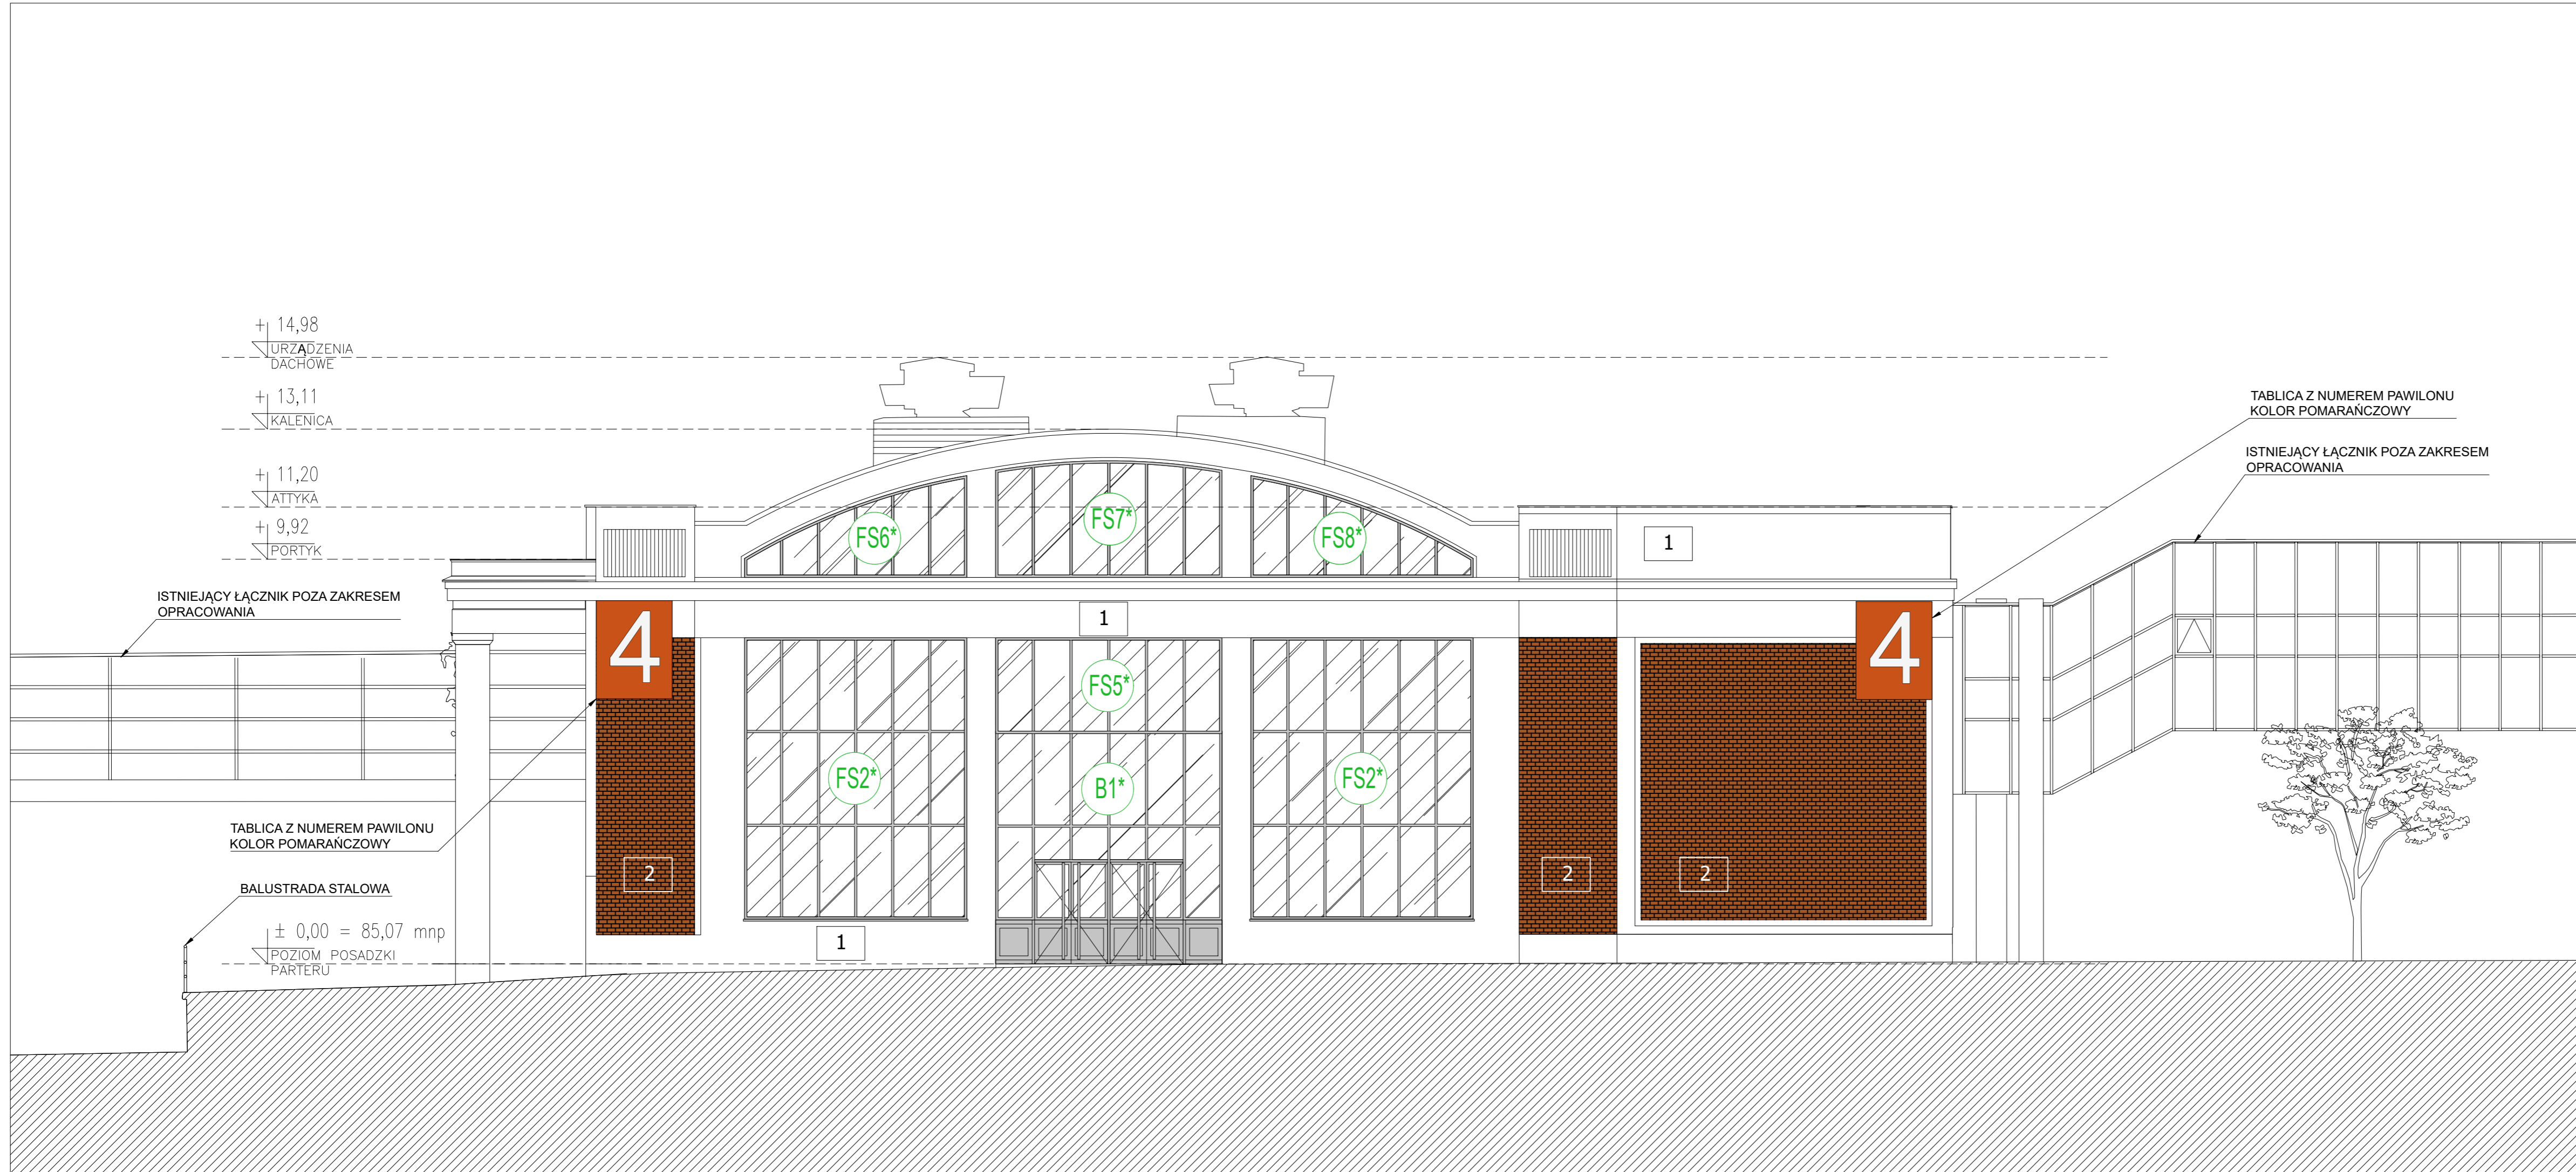 + 14,98
URZĄDZENIA
DACHOWE
+ 13,11
KALENICA
+ 11,20
ATTYKA
+ 9,92
PORTYK
TABLICA Z NUMEREM PAWILONU
KOLOR POMARAŃCZOWY
ISTNIEJĄCY ŁĄCZNIK POZA ZAKRESEM
OPRACOWANIA
FS6*
FS7*
FS8*
1
ISTNIEJĄCY ŁĄCZNIK POZA ZAKRESEM
OPRACOWANIA
1
4
4
FS5*
FS2*
B1*
FS2*
TABLICA Z NUMEREM PAWILONU
KOLOR POMARAŃCZOWY
2
2
2
BALUSTRADA STALOWA
± 0,00 = 85,07 mnp
POZIOM POSADZKI
PARTERU
1